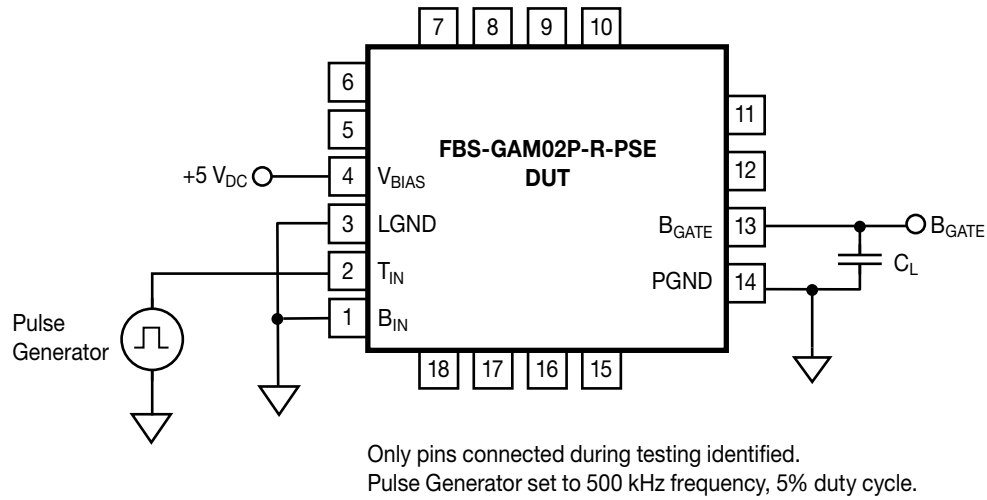 7 8 9 10
6
5
11
FBS-GAM02P-R-PSE
DUT
12
+5 VDC 4 VBIAS
3 LGND
BGATE 13 BGATE
2 TIN
CL
PGND 14
Pulse
Generator
1 BIN
18 17 16 15
Only pins connected during testing identified.
Pulse Generator set to 500 kHz frequency, 5% duty cycle.